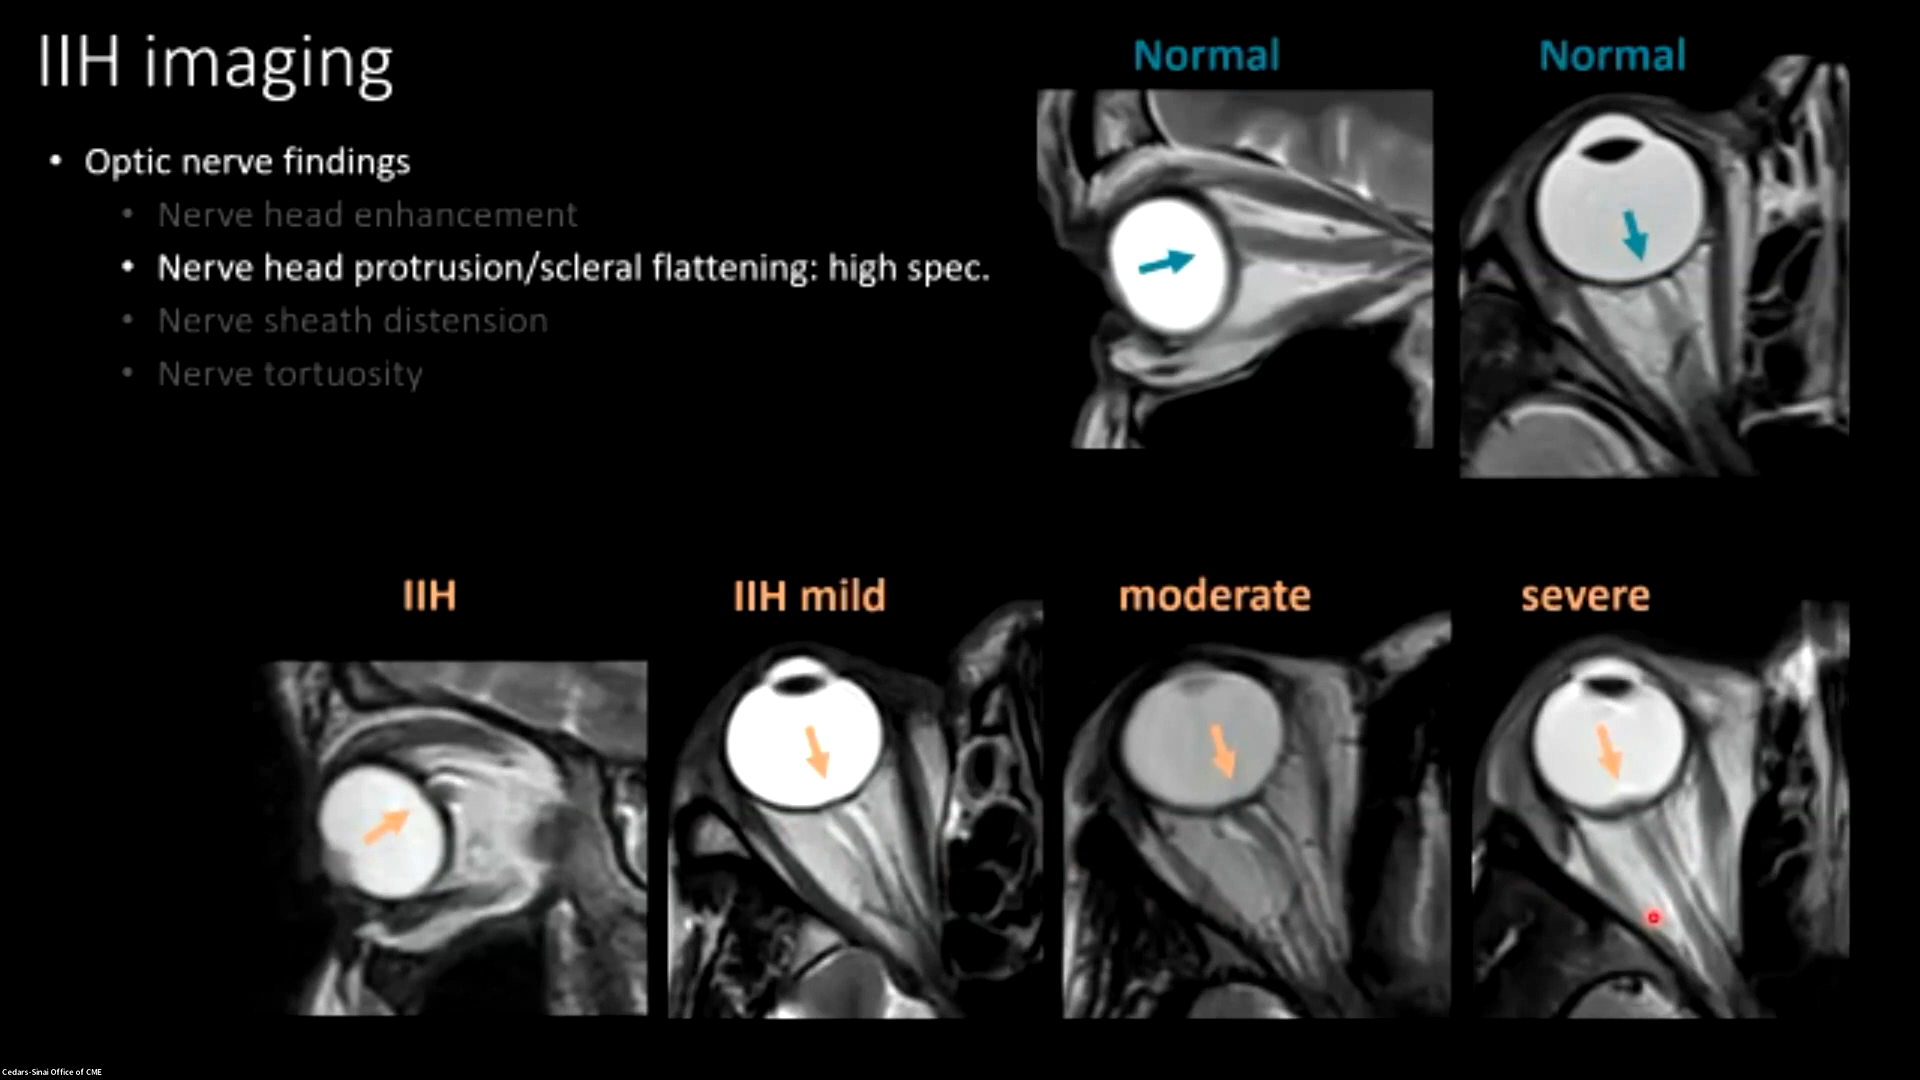 IIH imaging
Normal
Normal
• Optic nerve findings
• Nerve head enhancement
• Nerve head protrusion/scleral flattening: high spec.
• Nerve sheath distension
• Nerve tortuosity
IIH
IIH mild
moderate
severe
Cedars-Sinai Office of CME